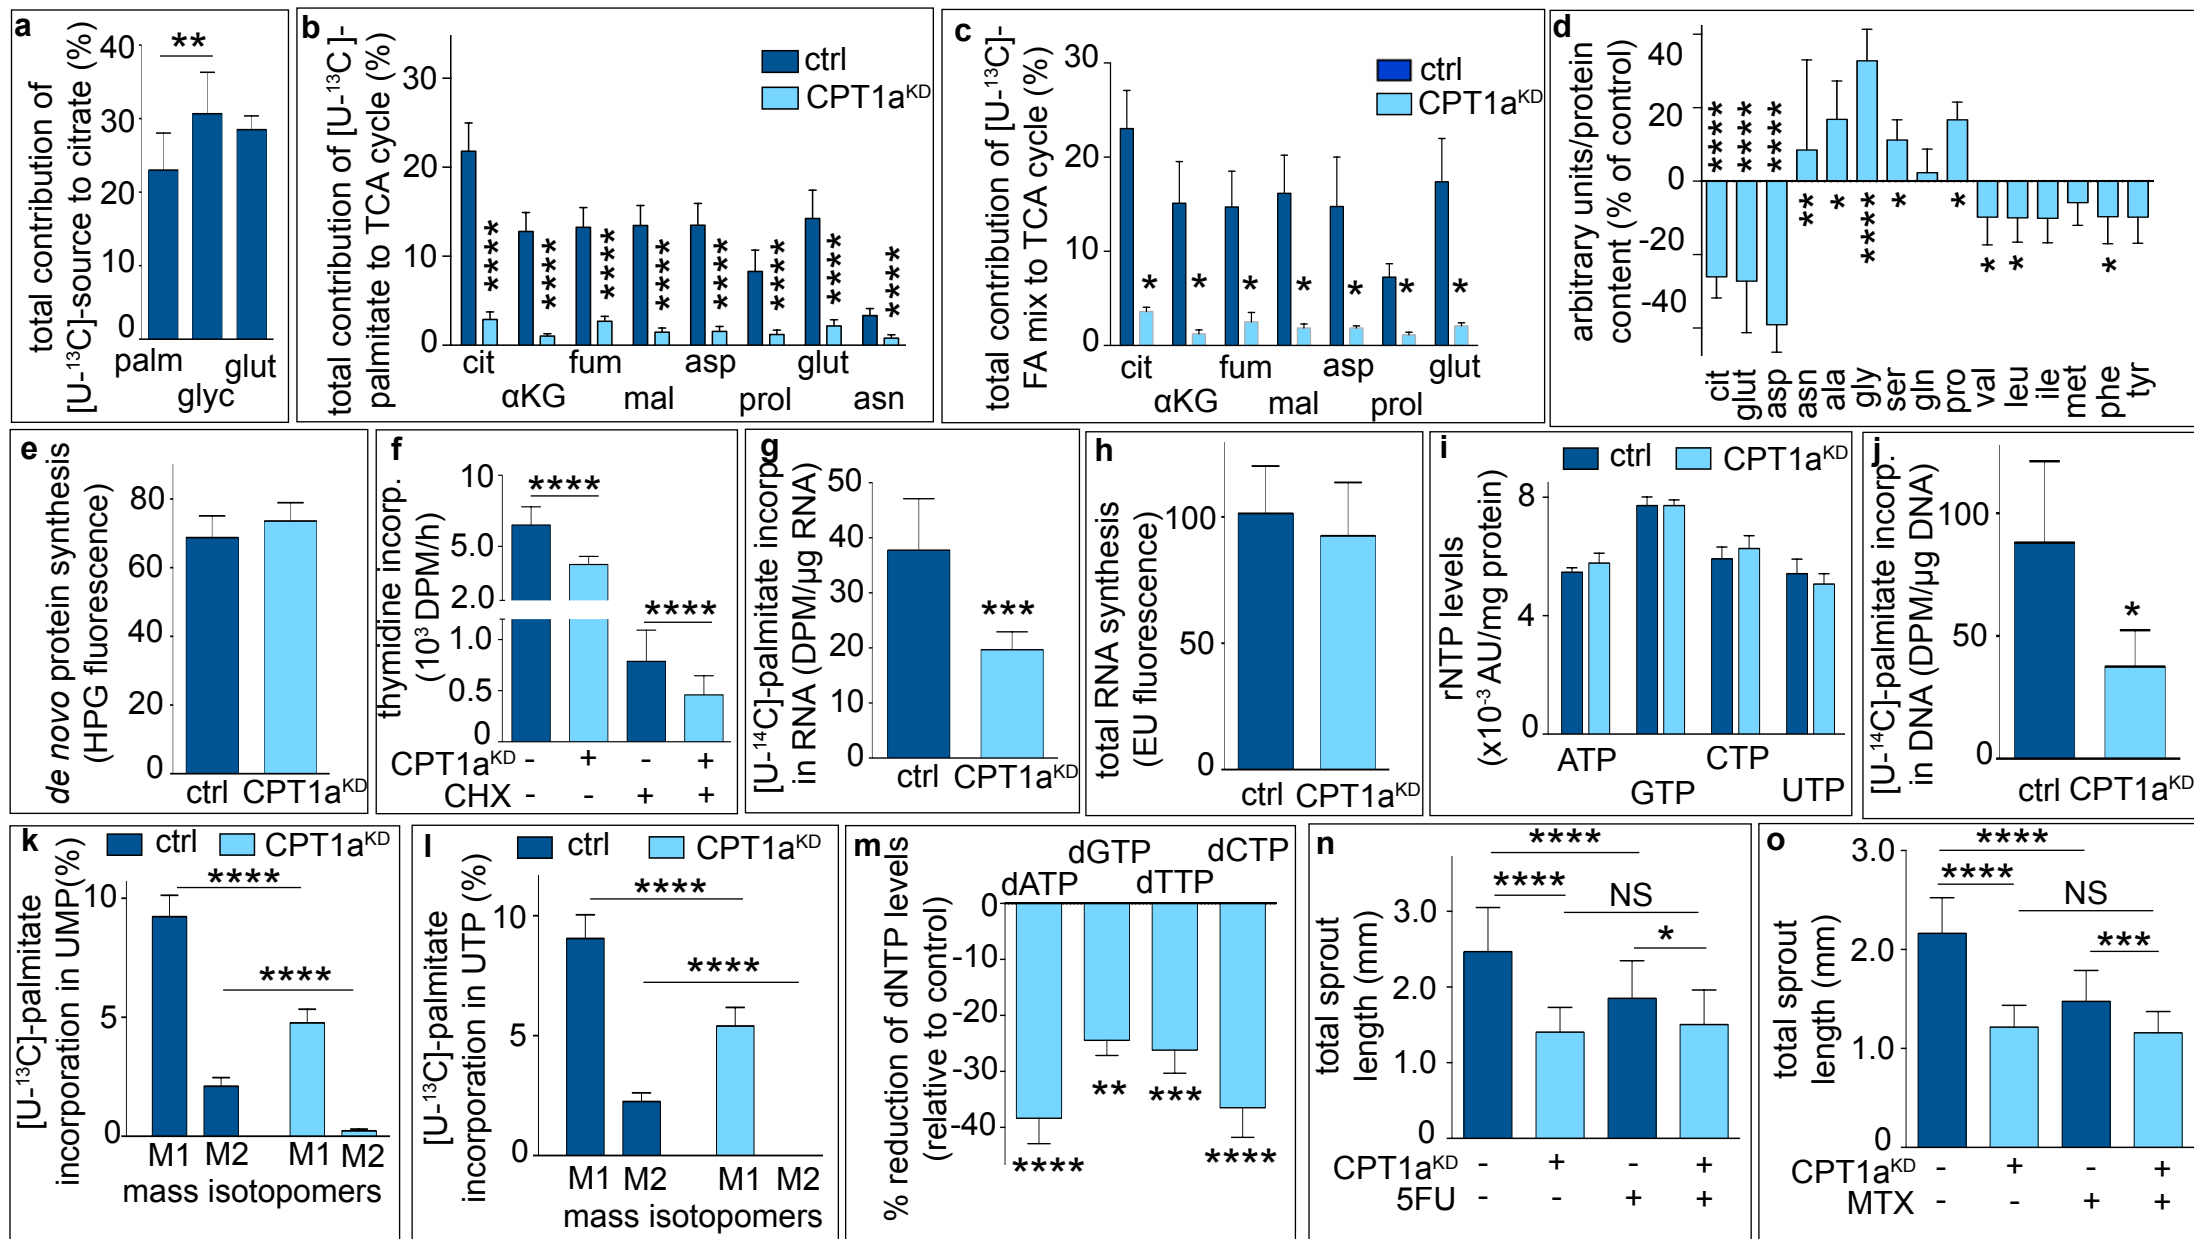 a
total contribution of
[U-¹³C]-source to citrate (%)
40
30
20
10
0
**
palm
glyc
glut
b
total contribution of [U-¹³C]-
palmitate to TCA cycle (%)
30
20
10
0
ctrl
CPT1aᴷᴰ
****
****
****
****
****
****
****
****
cit
αKG
fum
mal
asp
prol
glut
asn
c
total contribution of [U-¹³C]-
FA mix to TCA cycle (%)
30
20
10
0
ctrl
CPT1aᴷᴰ
*
*
*
*
*
*
*
cit
αKG
fum
mal
asp
prol
glut
d
arbitrary units/protein
content (% of control)
40
20
0
-20
-40
****
****
****
**
*
****
*
*
*
*
*
cit
glut
asp
asn
ala
gly
ser
gln
pro
val
leu
ile
met
phe
tyr
e
de novo protein synthesis
(HPG fluorescence)
80
60
40
20
0
ctrl
CPT1aᴷᴰ
f
thymidine incorp.
(10³ DPM/h)
10
5.0
2.0
1.0
0.5
0
****
****
CPT1aᴷᴰ - + - +
CHX - - + +
g
[U-¹⁴C]-palmitate incorp.
in RNA (DPM/µg RNA)
50
40
30
20
10
0
***
ctrl
CPT1aᴷᴰ
h
total RNA synthesis
(EU fluorescence)
100
50
0
ctrl
CPT1aᴷᴰ
i
ctrl
CPT1aᴷᴰ
rNTP levels
(x10⁻³ AU/mg protein)
8
4
0
ATP
GTP
CTP
UTP
j
[U-¹⁴C]-palmitate incorp.
in DNA (DPM/µg DNA)
100
50
0
*
ctrl
CPT1aᴷᴰ
k
ctrl
CPT1aᴷᴰ
[U-¹³C]-palmitate
incorporation in UMP(%)
10
5
0
****
****
M1 M2 M1 M2
mass isotopomers
l
ctrl
CPT1aᴷᴰ
[U-¹³C]-palmitate
incorporation in UTP (%)
10
5
0
****
****
M1 M2 M1 M2
mass isotopomers
m
% reduction of dNTP levels
(relative to control)
dATP
dGTP
dTTP
dCTP
0
-10
-20
-30
-40
****
**
***
****
n
total sprout
length (mm)
3.0
2.0
1.0
0
****
****
NS
*
CPT1aᴷᴰ - + - +
5FU - - + +
o
total sprout
length (mm)
3.0
2.0
1.0
0
****
****
NS
***
CPT1aᴷᴰ - + - +
MTX - - + +